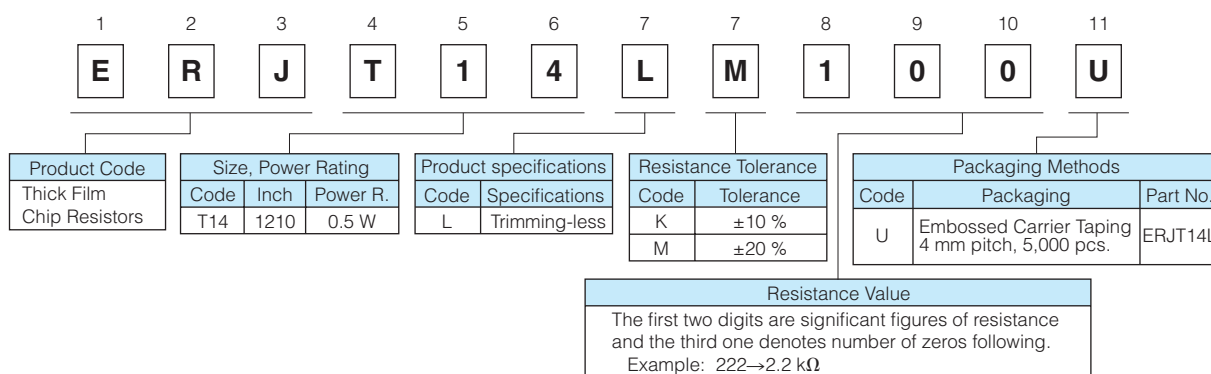 1 2 3 4 5 6 7 7 8 9 10 11
E R J T 1 4 L M 1 0 0 U
Product Code
Thick Film
Chip Resistors
Size, Power Rating
Code Inch Power R.
T14 1210 0.5 W
Product specifications
Code Specifications
L Trimming-less
Resistance Tolerance
Code Tolerance
K ±10 %
M ±20 %
Packaging Methods
Code Packaging Part No.
U Embossed Carrier Taping
4 mm pitch, 5,000 pcs. ERJT14L
Resistance Value
The first two digits are significant figures of resistance
and the third one denotes number of zeros following.
Example: 222→2.2 kΩ